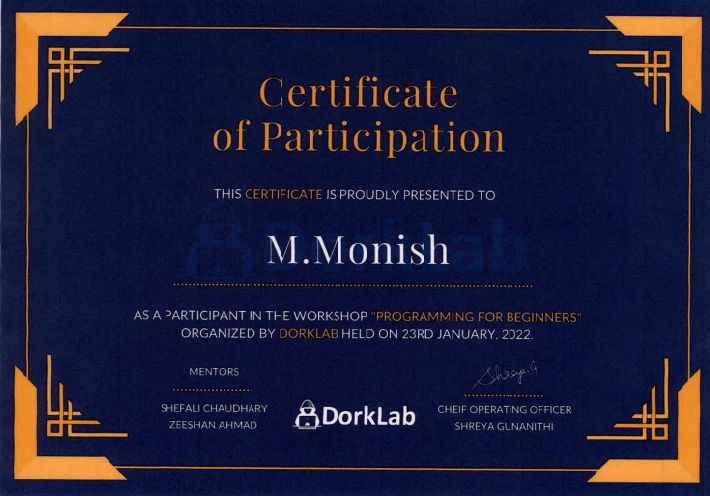 Certificate
of Participation
THIS CERTIFICATE IS PROUDLY PRESENTED TO
DorkLab
M.Monish
AS A PARTICIPANT IN THE WORKSHOP "PROGRAMMING FOR BEGINNERS"
ORGANIZED BY DORKLAB HELD ON 23RD JANUARY, 2022.
MENTORS
Shreya.G
SHEFALI CHAUDHARY
ZEESHAN AHMAD
DorkLab
CHEIF OPERATING OFFICER
SHREYA GUNANITHI